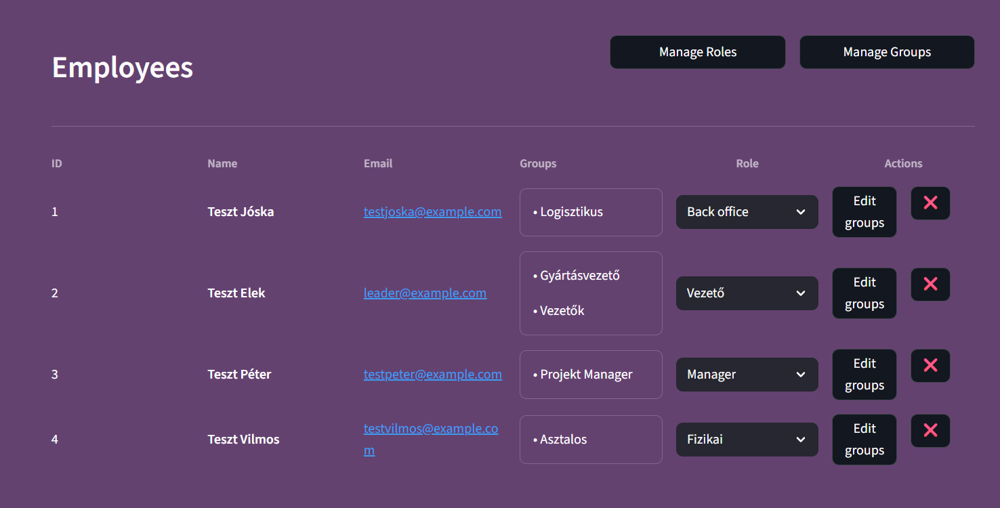 Manage Roles
Manage Groups
Employees
ID Name Email Groups Role Actions
1 Teszt Jóska testjoska@example.com • Logisztikus Back office Edit groups
2 Teszt Elek leader@example.com • Gyártásvezető
• Vezetők
Vezető Edit groups
3 Teszt Péter testpeter@example.com • Projekt Manager Manager Edit groups
4 Teszt Vilmos testvilmos@example.co
m
• Asztalos Fizikai Edit groups